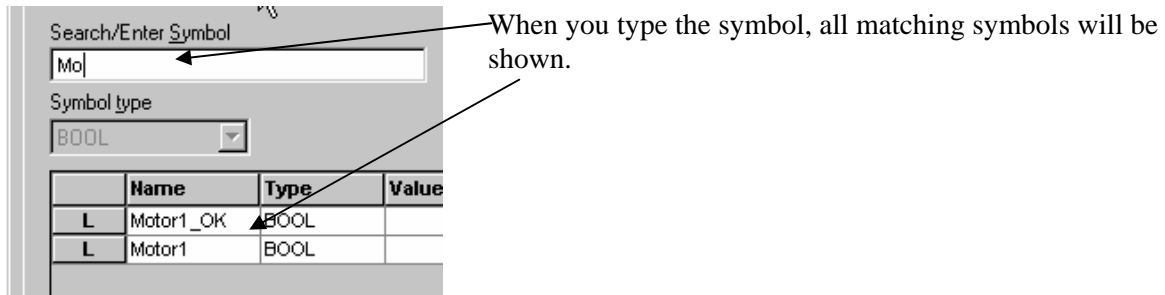 Search/Enter Symbol
When you type the symbol, all matching symbols will be
shown.
Mo
Symbol type
BOOL
Name Type Value
L Motor1_OK BOOL
L Motor1 BOOL